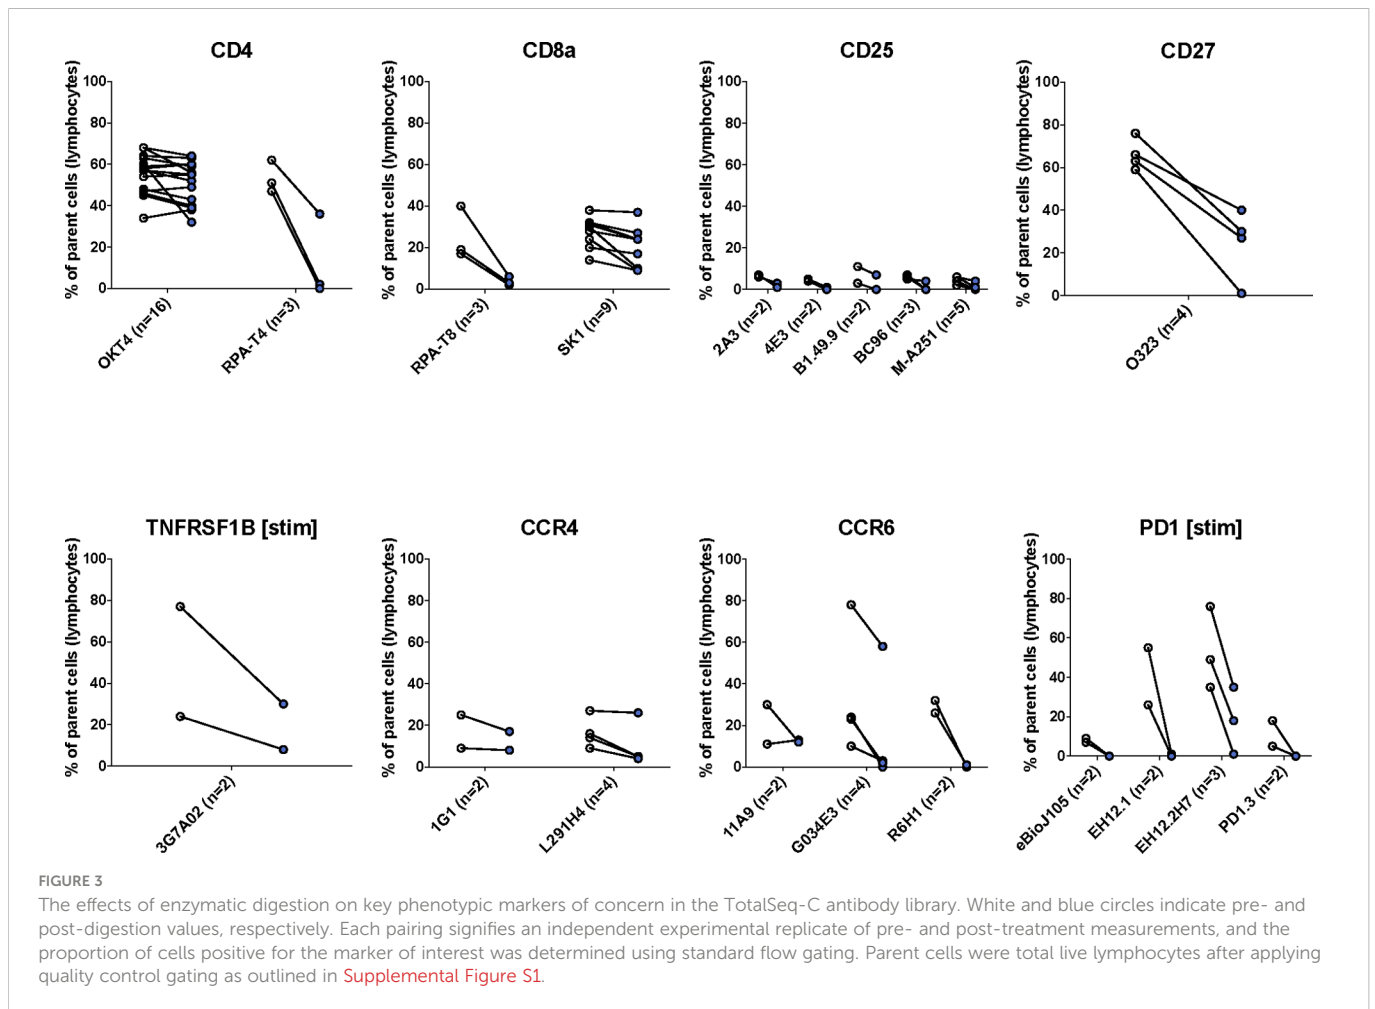 CD4
CD8a
CD25
CD27
% of parent cells (lymphocytes)
100
80
60
40
20
0
OKT4 (n=16)
RPA-T4 (n=3)
% of parent cells (lymphocytes)
100
80
60
40
20
0
RPA-T8 (n=3)
SK1 (n=9)
% of parent cells (lymphocytes)
100
80
60
40
20
0
2A3 (n=2)
4E3 (n=2)
B1.49.9 (n=2)
BC96 (n=3)
M-A251 (n=5)
% of parent cells (lymphocytes)
100
80
60
40
20
0
O323 (n=4)
TNFRSF1B [stim]
CCR4
CCR6
PD1 [stim]
% of parent cells (lymphocytes)
100
80
60
40
20
0
3G7A02 (n=2)
% of parent cells (lymphocytes)
100
80
60
40
20
0
1G1 (n=2)
L291H4 (n=4)
% of parent cells (lymphocytes)
100
80
60
40
20
0
11A9 (n=2)
G034E3 (n=4)
R6H1 (n=2)
% of parent cells (lymphocytes)
100
80
60
40
20
0
eBioJ105 (n=2)
EH12.1 (n=2)
EH12.2H7 (n=3)
PD1.3 (n=2)
FIGURE 3
The effects of enzymatic digestion on key phenotypic markers of concern in the TotalSeq-C antibody library. White and blue circles indicate pre- and
post-digestion values, respectively. Each pairing signifies an independent experimental replicate of pre- and post-treatment measurements, and the
proportion of cells positive for the marker of interest was determined using standard flow gating. Parent cells were total live lymphocytes after applying
quality control gating as outlined in Supplemental Figure S1.